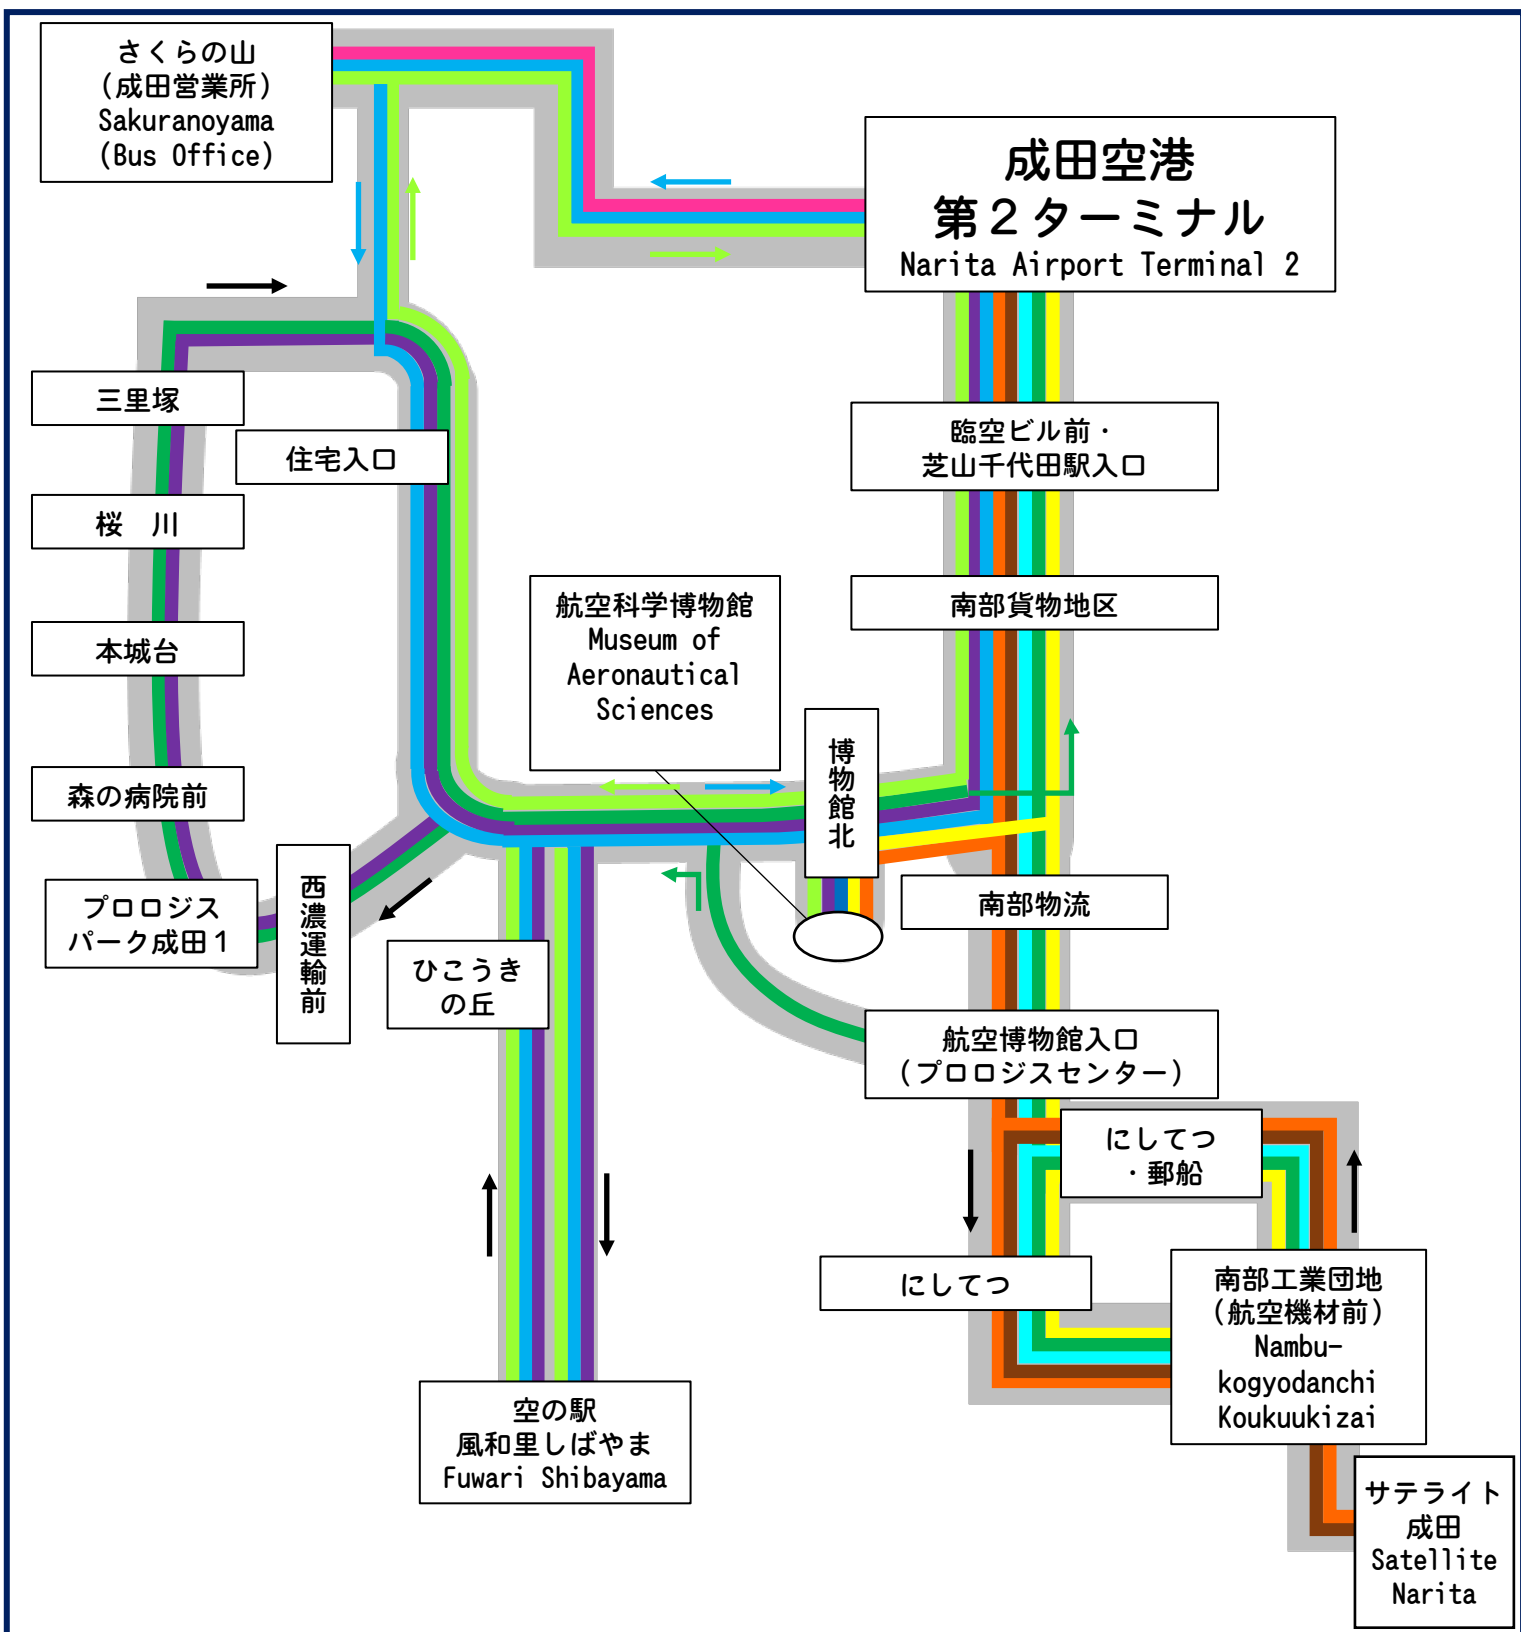 さくらの山
(成田営業所)
Sakuranoyama
(Bus Office)
成田空港
第２ターミナル
Narita Airport Terminal 2
三里塚
住宅入口
臨空ビル前・
芝山千代田駅入口
桜　川
南部貨物地区
航空科学博物館
Museum of
Aeronautical
Sciences
本城台
博物館北
森の病院前
西濃運輸前
プロロジス
パーク成田１
南部物流
ひこうき
の丘
航空博物館入口
(プロロジスセンター)
にしてつ
・郵船
にしてつ
南部工業団地
(航空機材前)
Nambu-
kogyodanchi
Koukuukizai
空の駅
風和里しばやま
Fuwari Shibayama
サテライト
成田
Satellite
Narita